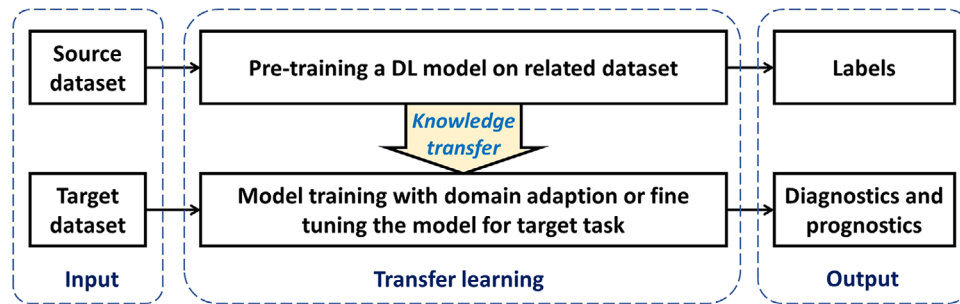 Source
dataset
Pre-training a DL model on related dataset
Labels
Knowledge
transfer
Target
dataset
Model training with domain adaption or fine
tuning the model for target task
Diagnostics and
prognostics
Input
Transfer learning
Output